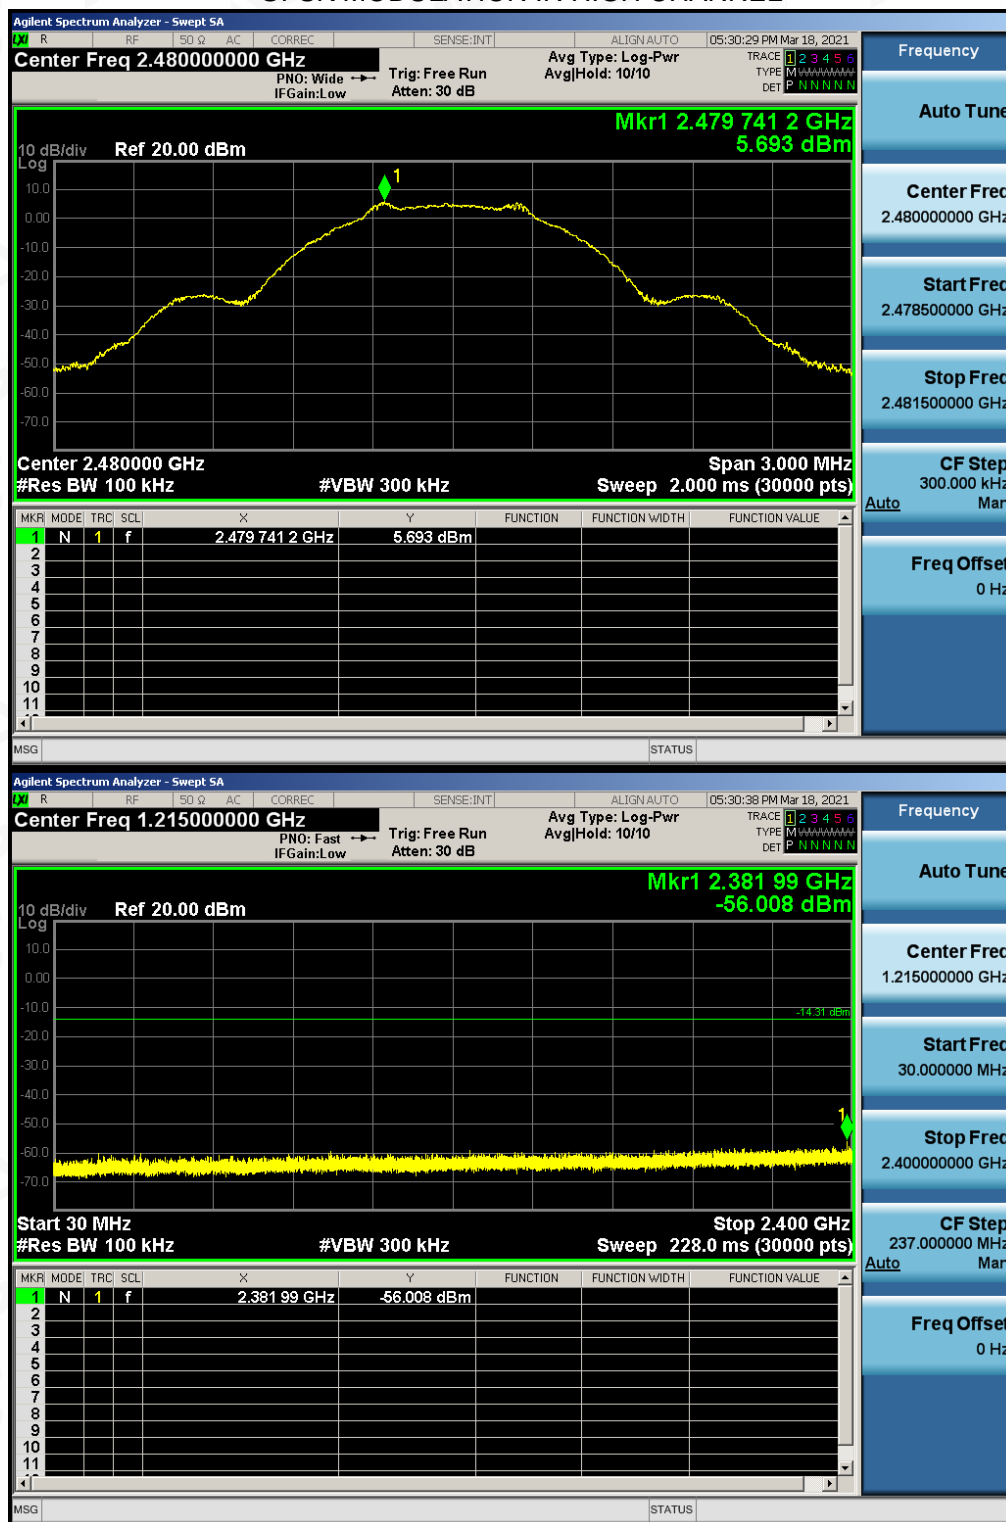 GFSK MODULATION IN HIGH CHANNEL
Agilent Spectrum Analyzer - Swept SA
LXI R RF 50 Ω AC CORREC SENSE:INT ALIGNAUTO 05:30:29 PM Mar 18, 2021
Center Freq 2.480000000 GHz
PNO: Wide
IFGain:Low
Trig: Free Run
Atten: 30 dB
Avg Type: Log-Pwr
Avg|Hold: 10/10
TRACE 1 2 3 4 5 6
TYPE M
DET P N N N N N
Mkr1 2.479 741 2 GHz
5.693 dBm
10 dB/div Ref 20.00 dBm
Log
10.0
0.00
-10.0
-20.0
-30.0
-40.0
-50.0
-60.0
-70.0
1
Center 2.480000 GHz Span 3.000 MHz
#Res BW 100 kHz #VBW 300 kHz Sweep 2.000 ms (30000 pts)
MKR MODE TRC SCL X Y FUNCTION FUNCTION WIDTH FUNCTION VALUE
1 N 1 f 2.479 741 2 GHz 5.693 dBm
2
3
4
5
6
7
8
9
10
11
MSG STATUS
Frequency
Auto Tune
Center Freq
2.480000000 GHz
Start Freq
2.478500000 GHz
Stop Freq
2.481500000 GHz
CF Step
300.000 kHz
Auto Man
Freq Offset
0 Hz
Agilent Spectrum Analyzer - Swept SA
LXI R RF 50 Ω AC CORREC SENSE:INT ALIGNAUTO 05:30:38 PM Mar 18, 2021
Center Freq 1.215000000 GHz
PNO: Fast
IFGain:Low
Trig: Free Run
Atten: 30 dB
Avg Type: Log-Pwr
Avg|Hold: 10/10
TRACE 1 2 3 4 5 6
TYPE M
DET P N N N N N
Mkr1 2.381 99 GHz
-56.008 dBm
10 dB/div Ref 20.00 dBm
Log
10.0
0.00
-10.0
-20.0
-30.0
-40.0
-50.0
-60.0
-70.0
-14.31 dBm
1
Start 30 MHz Stop 2.400 GHz
#Res BW 100 kHz #VBW 300 kHz Sweep 228.0 ms (30000 pts)
MKR MODE TRC SCL X Y FUNCTION FUNCTION WIDTH FUNCTION VALUE
1 N 1 f 2.381 99 GHz -56.008 dBm
2
3
4
5
6
7
8
9
10
11
MSG STATUS
Frequency
Auto Tune
Center Freq
1.215000000 GHz
Start Freq
30.000000 MHz
Stop Freq
2.400000000 GHz
CF Step
237.000000 MHz
Auto Man
Freq Offset
0 Hz